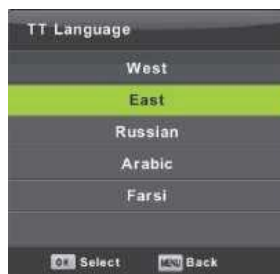 TT Language
West
East
Russian
Arabic
Farsi
OK Select MENU Back